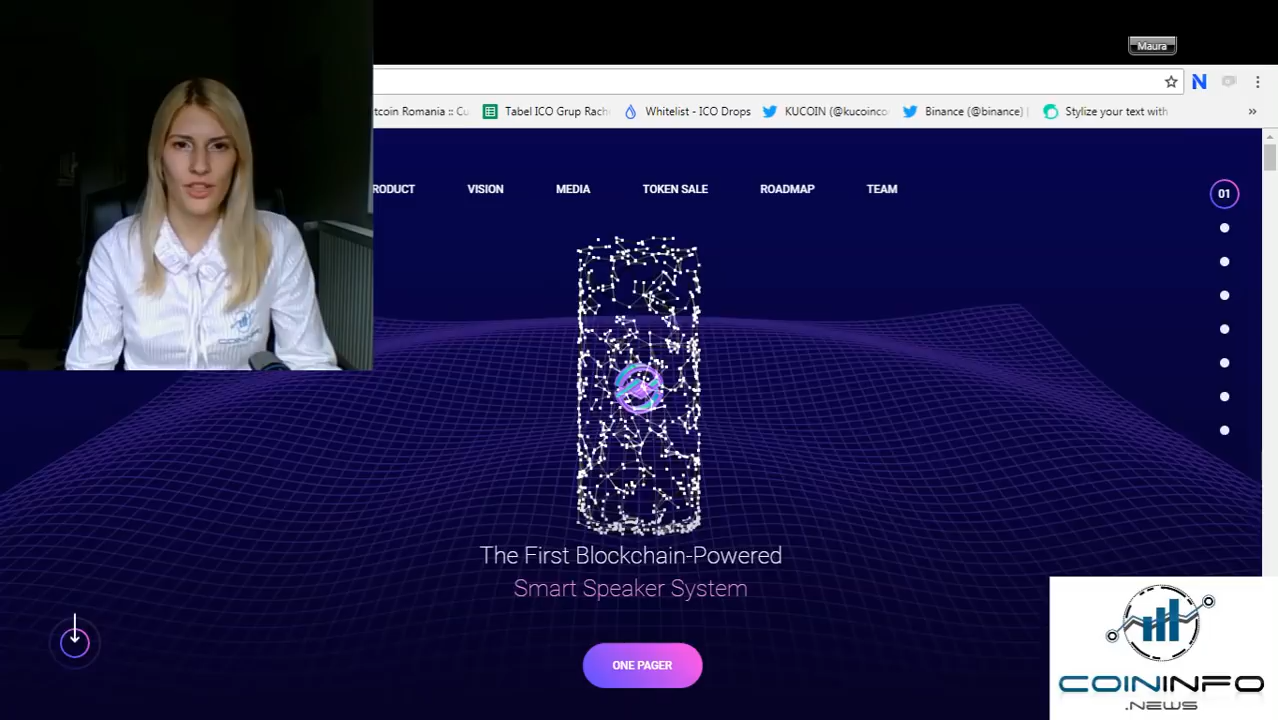 Maura
tcoin Romania :: Cu
Tabel ICO Grup Rach
Whitelist - ICO Drops
KUCOIN (@kucoinco
Binance (@binance) |
Stylize your text with
»
RODUCT
VISION
MEDIA
TOKEN SALE
ROADMAP
TEAM
01
The First Blockchain-Powered
Smart Speaker System
ONE PAGER
COININFO
.NEWS